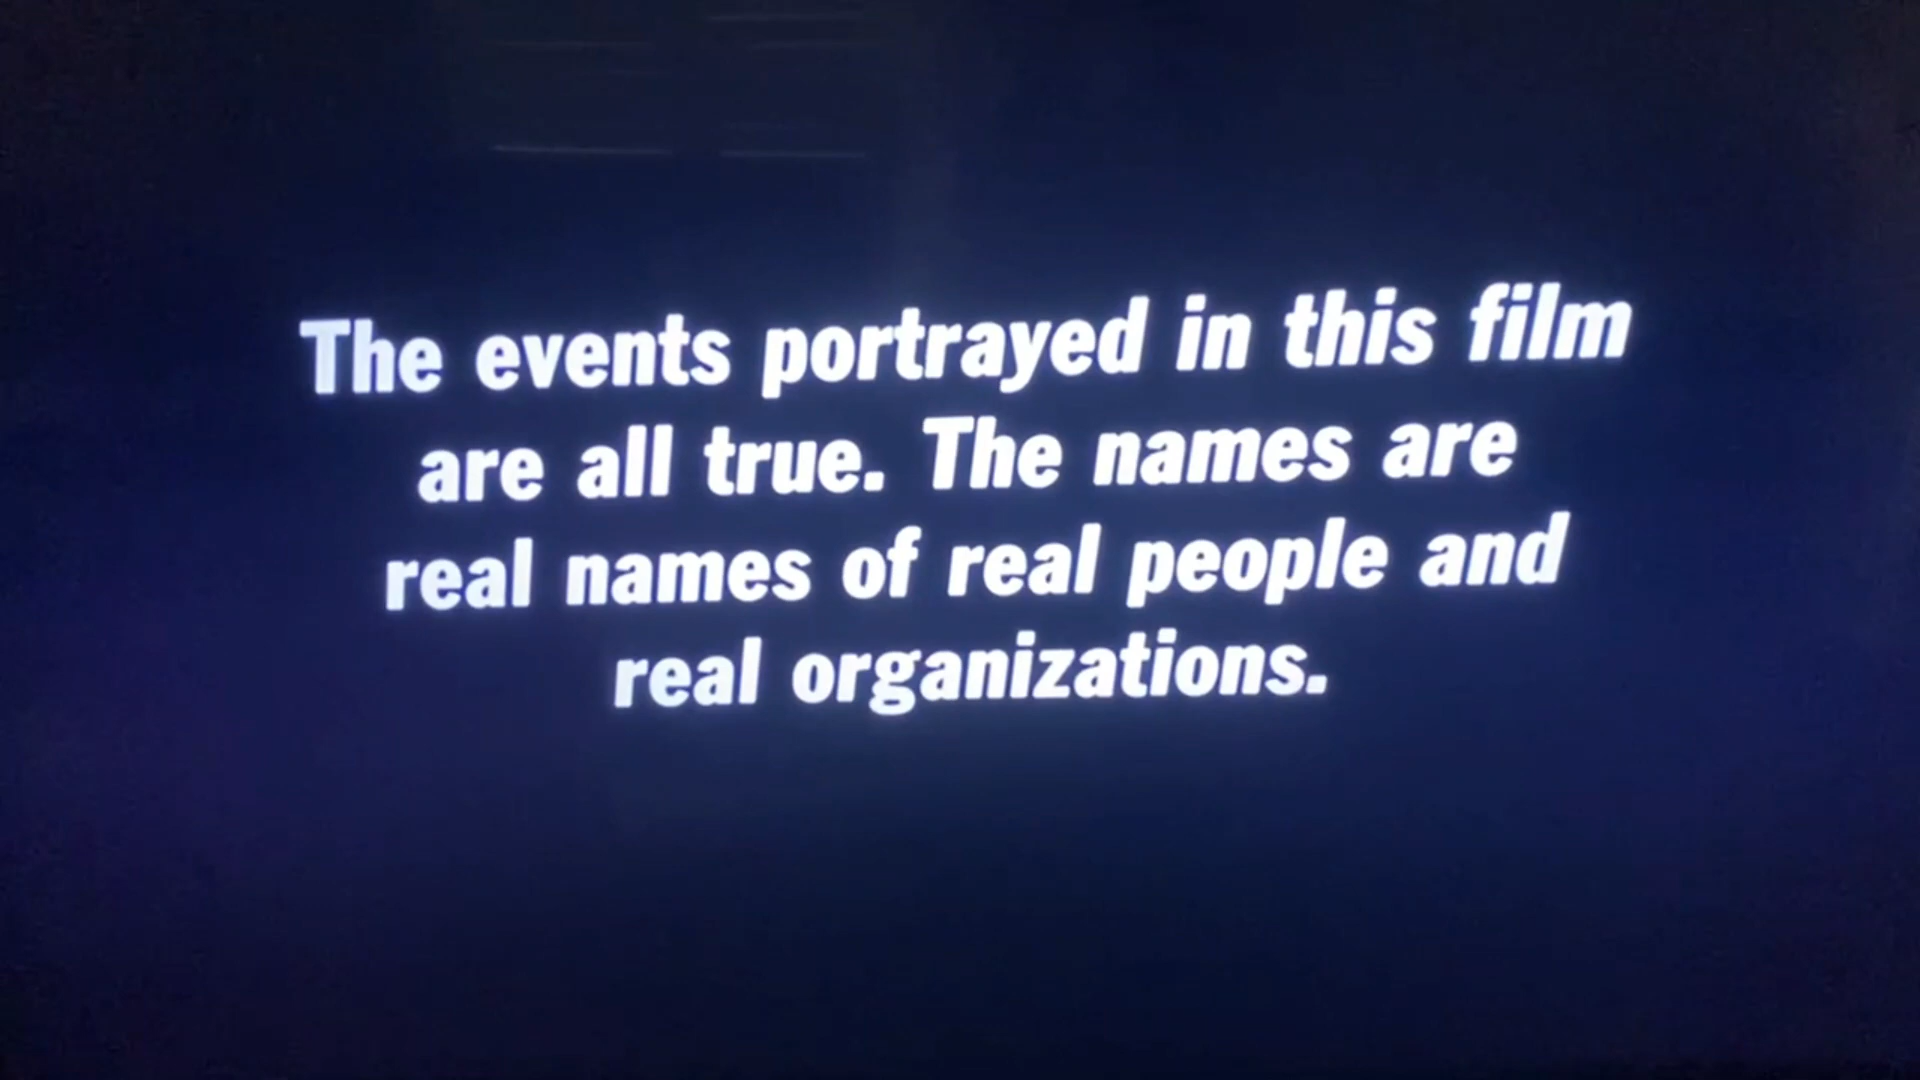 The events portrayed in this film
are all true. The names are
real names of real people and
real organizations.